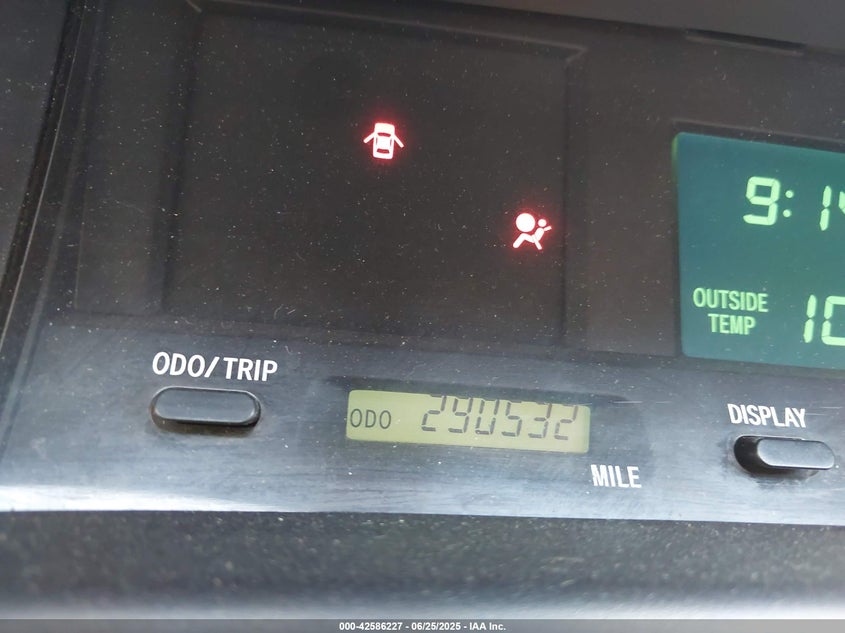 9:1
OUTSIDE
TEMP
10
ODO/TRIP
ODO 290532
MILE
DISPLAY
000-42586227 - 06/25/2025 - IAA Inc.